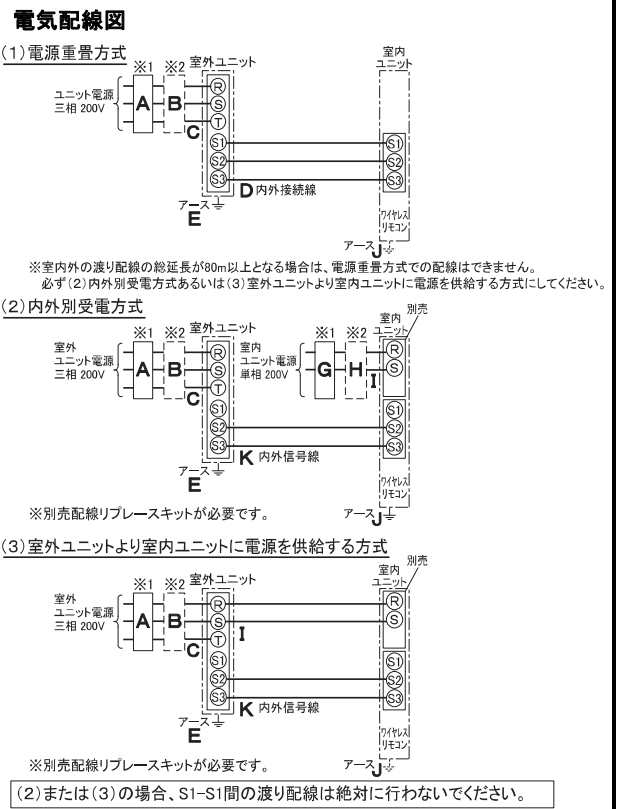 電気配線図
(1)電源重畳方式
※1 ※2 室外ユニット
室内
ユニット
ユニット電源
三相 200V
A B C
R
S
T
S1 S1
S2 S2
S3 S3
D 内外接続線
アース
E
ワイヤレス
リモコン
アース J
※室内外の渡り配線の総延長が80m以上となる場合は、電源重畳方式での配線はできません。
必ず(2)内外別受電方式あるいは(3)室外ユニットより室内ユニットに電源を供給する方式にしてください。
(2)内外別受電方式
別売
※1 ※2 室外ユニット
※1 ※2
室内
ユニット
室外
ユニット電源
三相 200V
A B C
R
S
T
S1
S2
S3
室内
ユニット電源
単相 200V
G H I
R
S
S1
S2
S3
K 内外信号線
アース
E
ワイヤレス
リモコン
アース J
※別売配線リプレースキットが必要です。
(3)室外ユニットより室内ユニットに電源を供給する方式
別売
※1 ※2 室外ユニット
室内
ユニット
室外
ユニット電源
三相 200V
A B C
R R
S S
T I
S1 S1
S2 S2
S3 S3
K 内外信号線
アース
E
ワイヤレス
リモコン
アース J
※別売配線リプレースキットが必要です。
(2)または(3)の場合、S1-S1間の渡り配線は絶対に行わないでください。